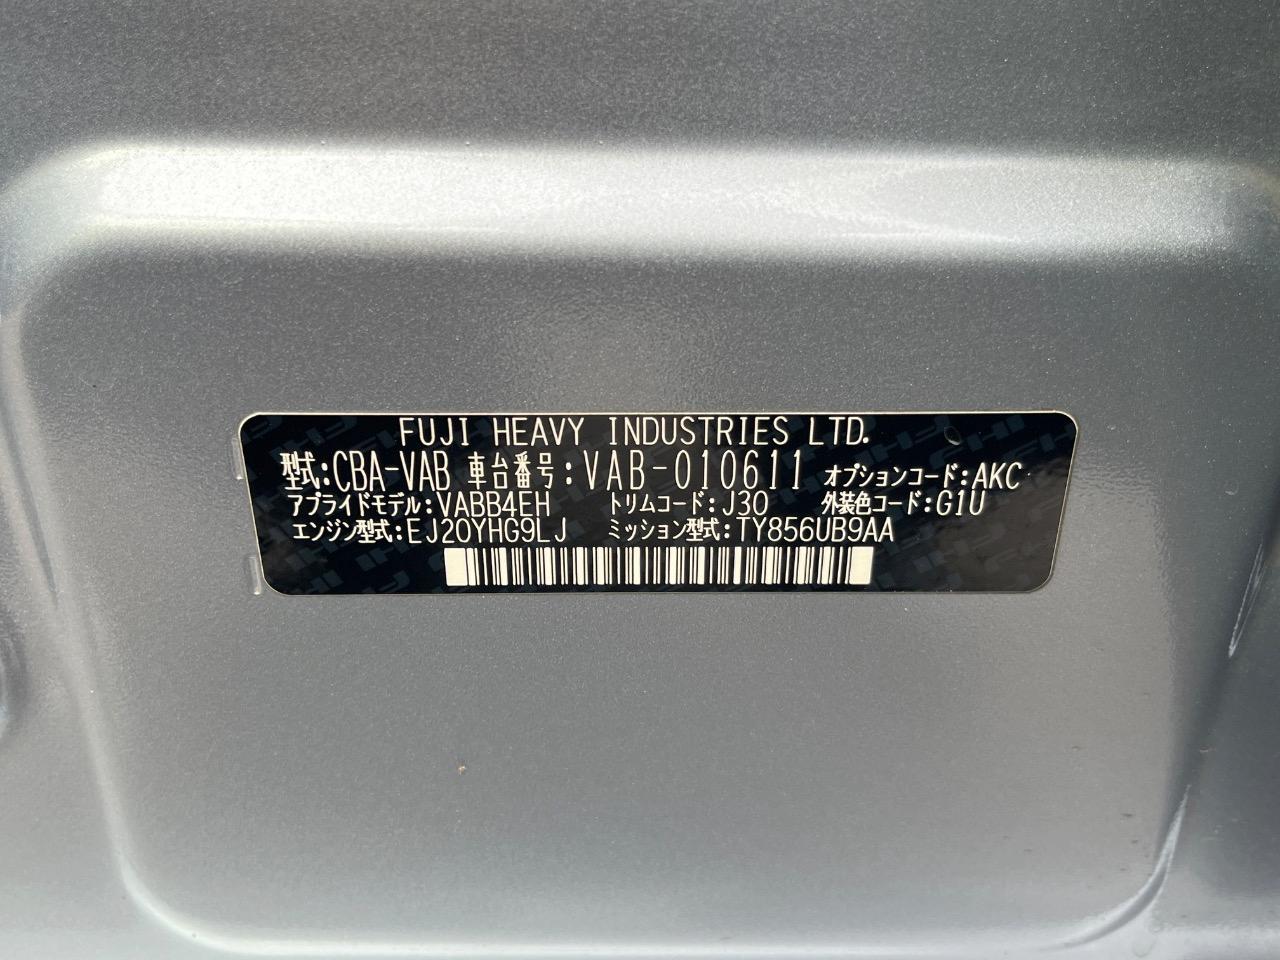 FUJI HEAVY INDUSTRIES LTD.
型式:CBA-VAB 車台番号:VAB-010611 オプションコード:AKC
アプライドモデル:VABB4EH トリムコード:J30 外装色コード:G1U
エンジン型式:EJ20YHG9LJ ミッション型式:TY856UB9AA